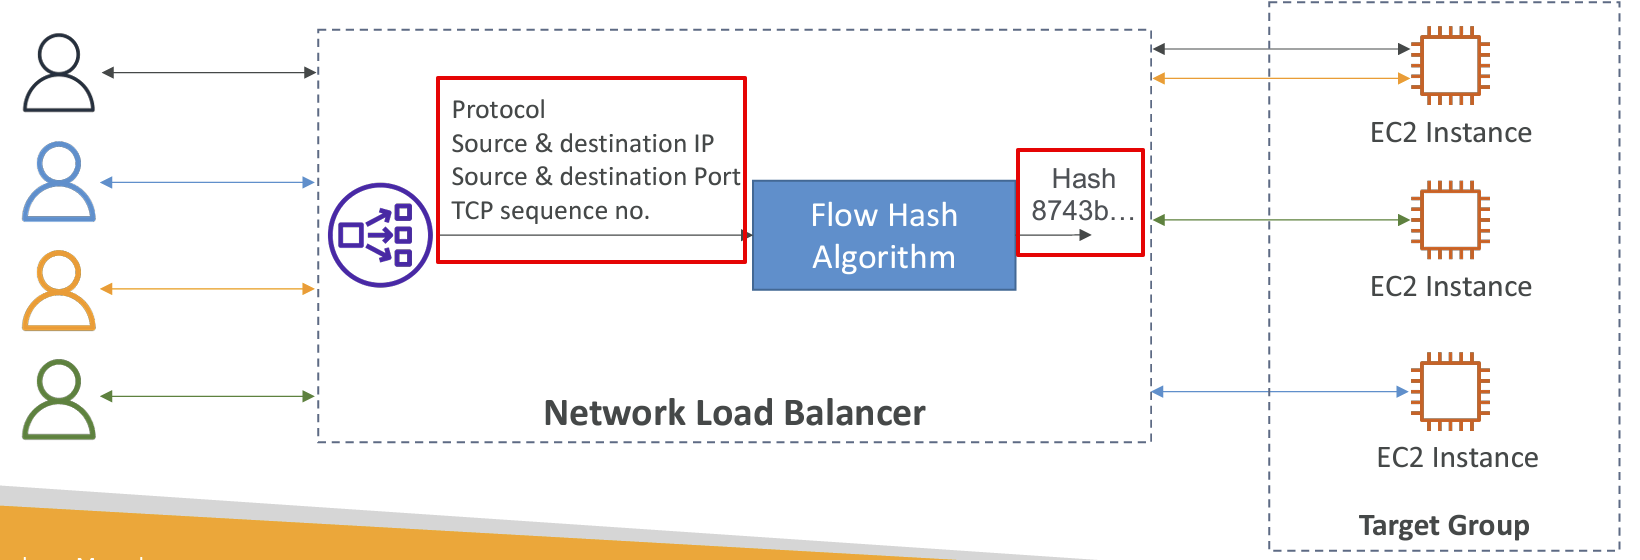 Protocol
Source & destination IP
Source & destination Port
TCP sequence no.
Flow Hash
Algorithm
Hash
8743b...
Network Load Balancer
EC2 Instance
EC2 Instance
EC2 Instance
Target Group